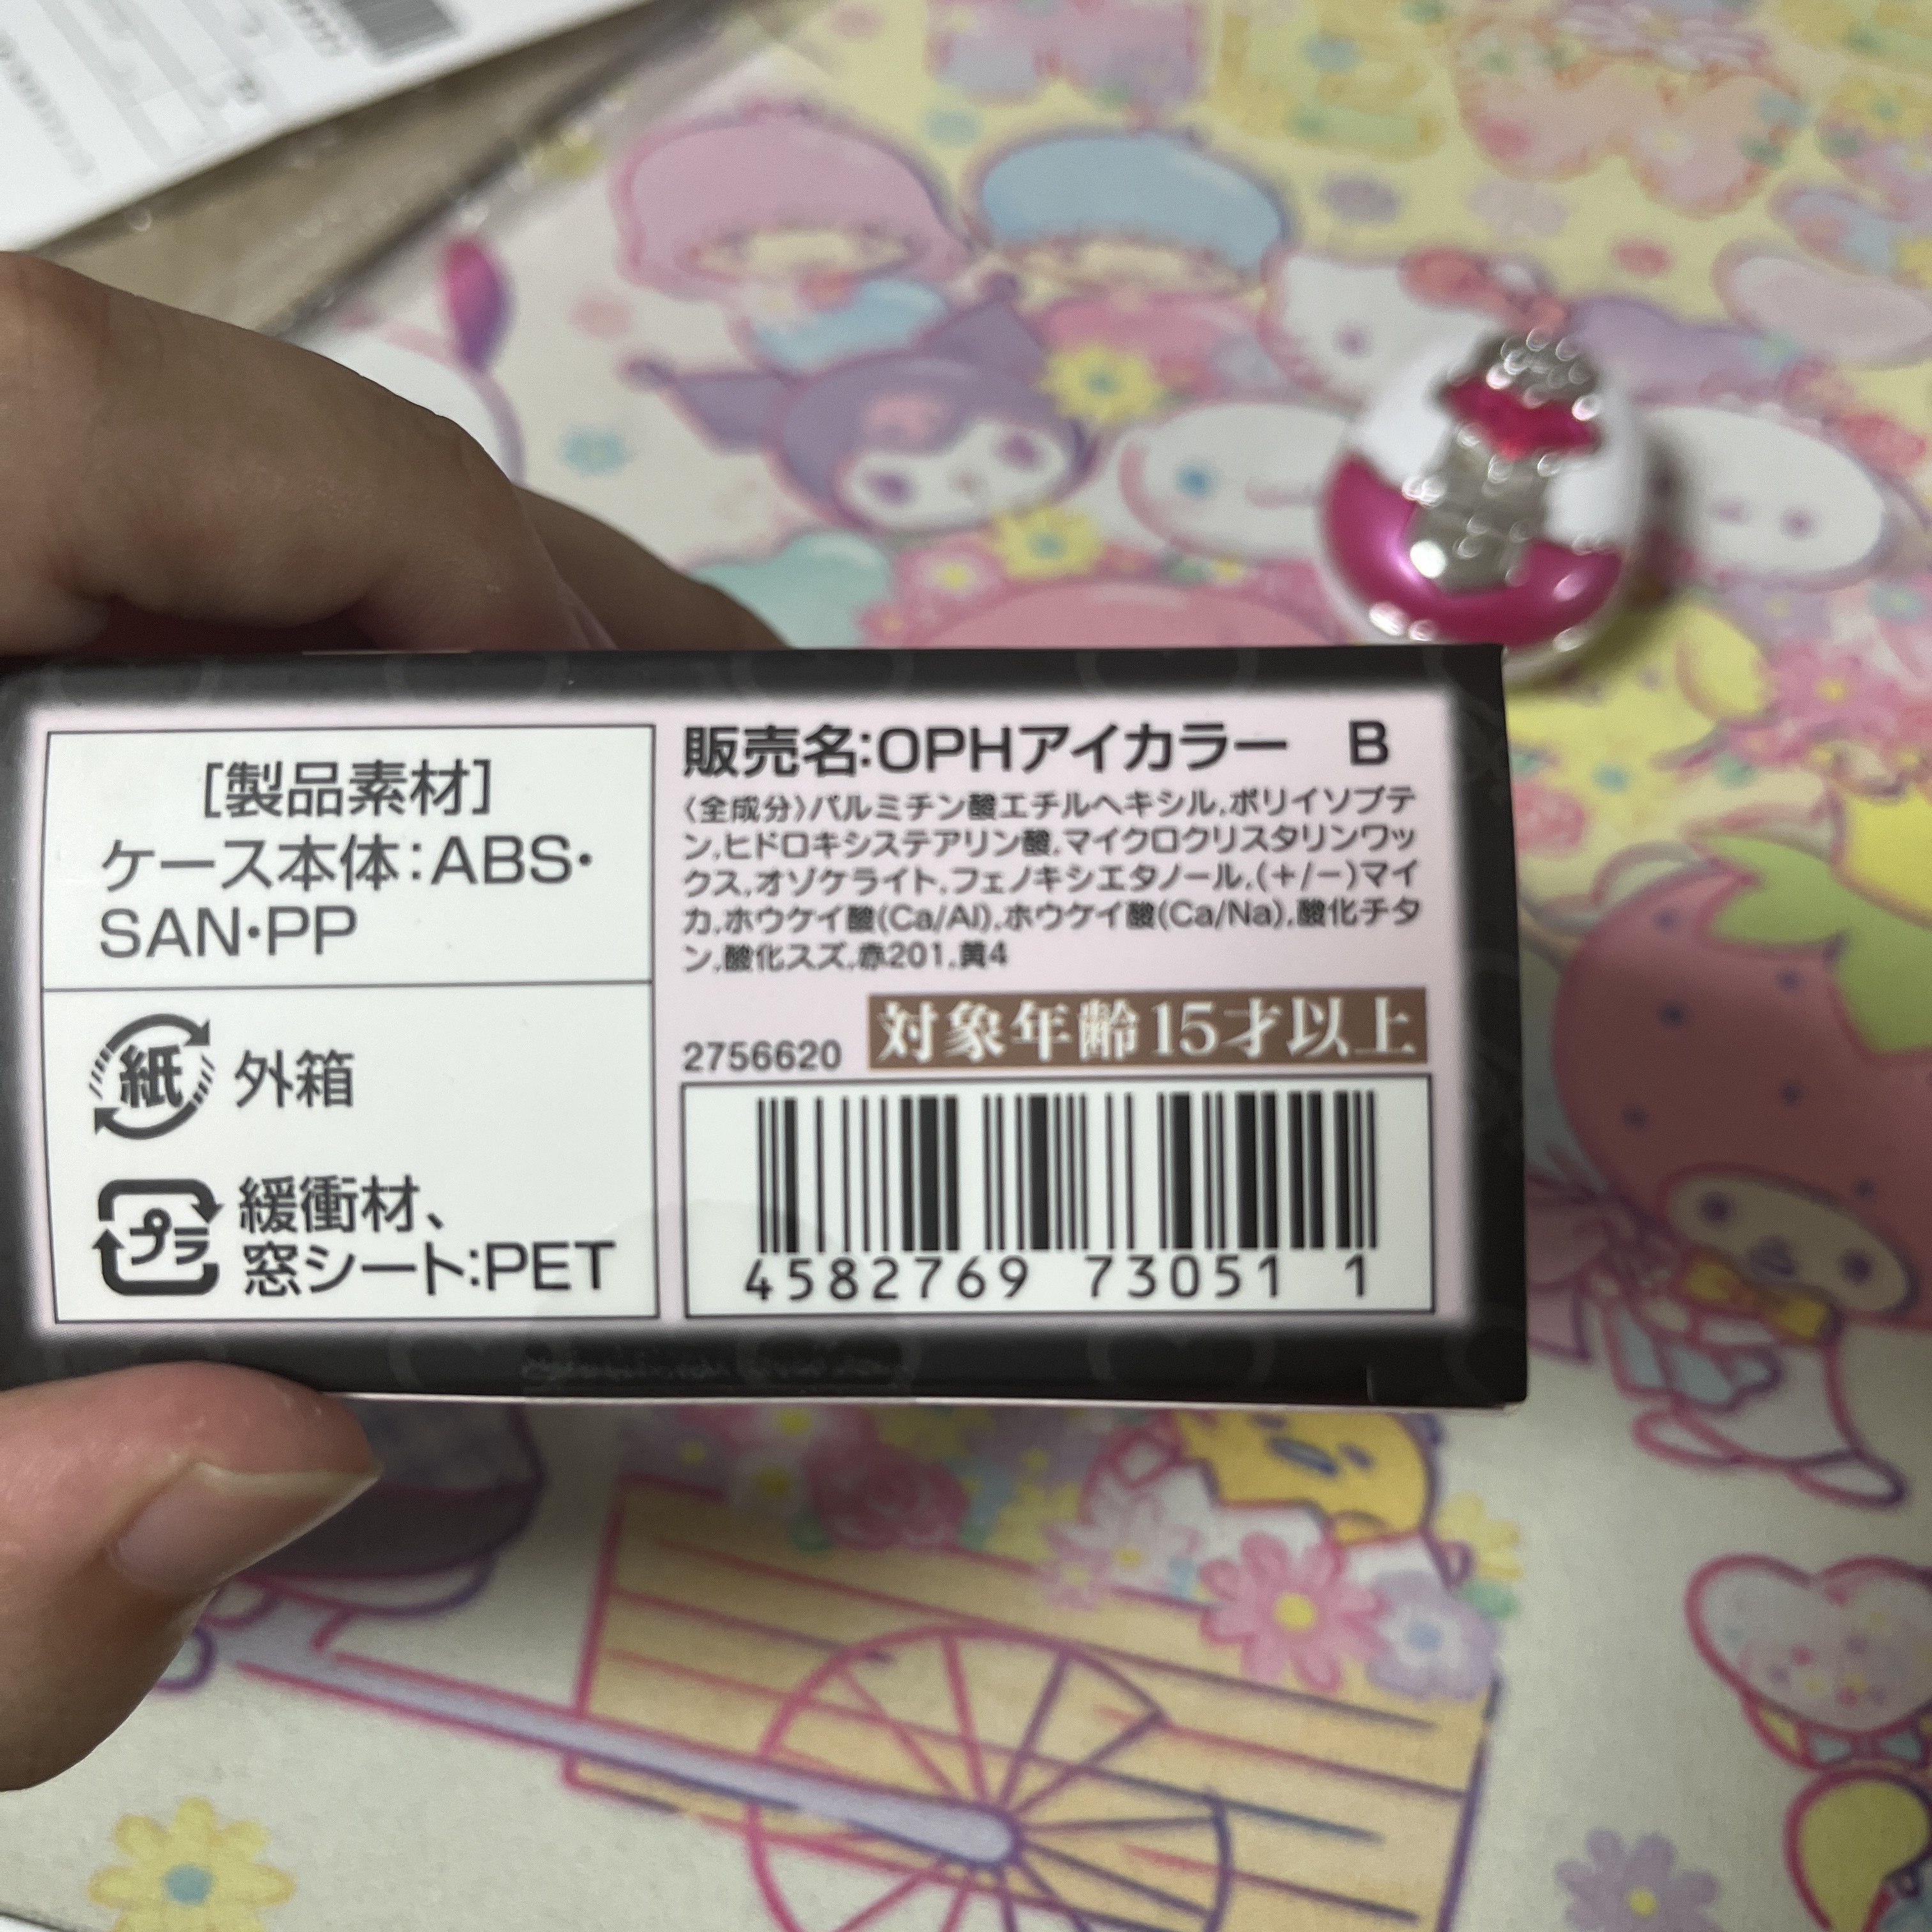 [製品素材]
ケース本体:ABS・
SAN・PP
紙 外箱
プラ 緩衝材、
窓シート:PET
販売名:OPHアイカラー B
〈全成分〉パルミチン酸エチルヘキシル,ポリイソブテ
ン,ヒドロキシステアリン酸,マイクロクリスタリンワッ
クス,オゾケライト,フェノキシエタノール,(+/−)マイ
カ,ホウケイ酸(Ca/Al),ホウケイ酸(Ca/Na),酸化チタ
ン,酸化スズ,赤201,黄4
2756620 対象年齢15才以上
4582769 73051 1